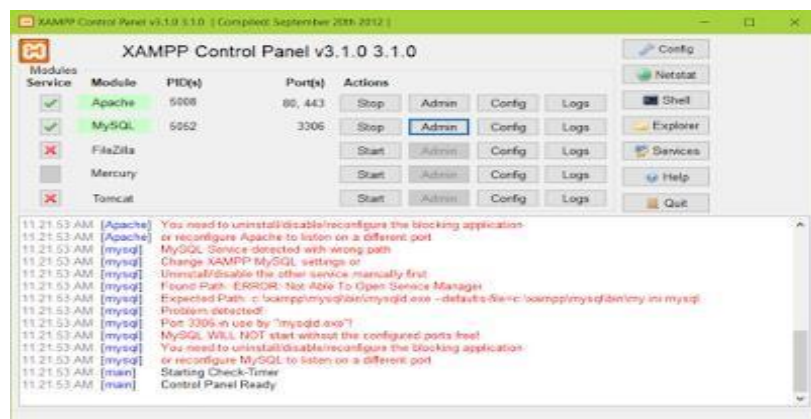 XAMPP Control Panel v3.1.0 3.1.0 [ Compiled: September 20th 2012 ]
XAMPP Control Panel v3.1.0 3.1.0
Config
Modules
Service Module PID(s) Port(s) Actions
Netstat
Apache 5008 80, 443 Stop Admin Config Logs Shell
MySQL 5052 3306 Stop Admin Config Logs Explorer
FileZilla Start Admin Config Logs Services
Mercury Start Admin Config Logs Help
Tomcat Start Admin Config Logs Quit
11:21:53 AM [Apache] You need to uninstall/disable/reconfigure the blocking application
11:21:53 AM [Apache] or reconfigure Apache to listen on a different port
11:21:53 AM [mysql] MySQL Service detected with wrong path
11:21:53 AM [mysql] Change XAMPP MySQL settings or
11:21:53 AM [mysql] Uninstall/disable the other service manually first
11:21:53 AM [mysql] Found Path: ERROR: Not Able To Open Service Manager
11:21:53 AM [mysql] Expected Path: c:\xampp\mysql\bin\mysqld.exe --defaults-file=c:\xampp\mysql\bin\my.ini mysql
11:21:53 AM [mysql] Problem detected!
11:21:53 AM [mysql] Port 3306 in use by "mysqld.exe"!
11:21:53 AM [mysql] MySQL WILL NOT start without the configured ports free!
11:21:53 AM [mysql] You need to uninstall/disable/reconfigure the blocking application
11:21:53 AM [mysql] or reconfigure MySQL to listen on a different port
11:21:53 AM [main] Starting Check-Timer
11:21:53 AM [main] Control Panel Ready